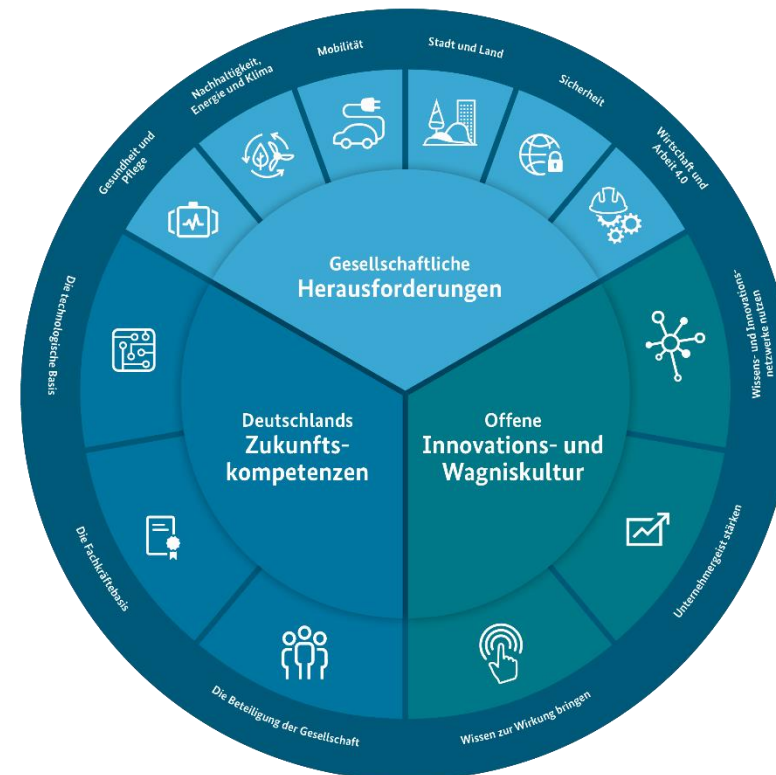 Gesundheit und
Pflege
Nachhaltigkeit,
Energie und Klima
Mobilität
Stadt und Land
Sicherheit
Wirtschaft und
Arbeit 4.0
Gesellschaftliche
Herausforderungen
Die technologische Basis
Die Fachkräftebasis
Die Beteiligung der Gesellschaft
Deutschlands
Zukunfts-
kompetenzen
Offene
Innovations- und
Wagniskultur
Wissens- und Innovations-
netzwerke nutzen
Unternehmergeist stärken
Wissen zur Wirkung bringen